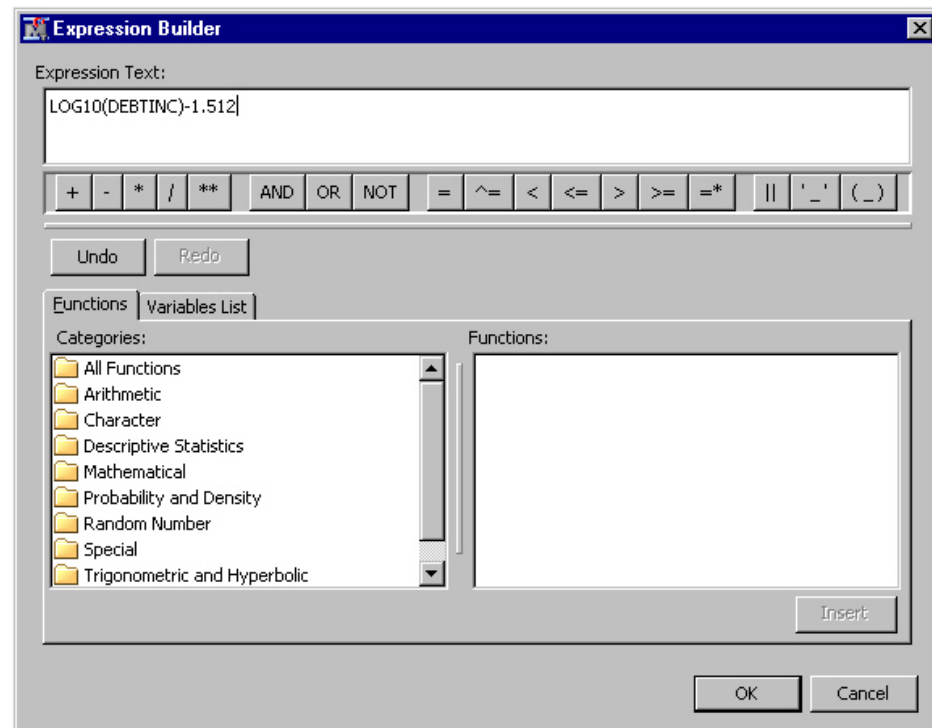 Expression Builder
Expression Text:
LOG10(DEBTINC)-1.512
+ - * / ** AND OR NOT = ^= < <= > >= =* || '_' (_)
Undo Redo
Functions Variables List
Categories: Functions:
All Functions
Arithmetic
Character
Descriptive Statistics
Mathematical
Probability and Density
Random Number
Special
Trigonometric and Hyperbolic
Insert
OK Cancel